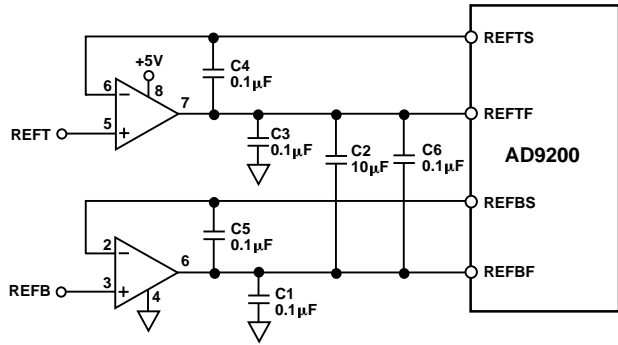 REFTS
+5V
C4
0.1µF
8
6
−
7
REFTF
REFT
5
+
C3
0.1µF
C2
10µF
C6
0.1µF
AD9200
REFBS
C5
0.1µF
2
−
6
REFBF
REFB
3
+
4
C1
0.1µF